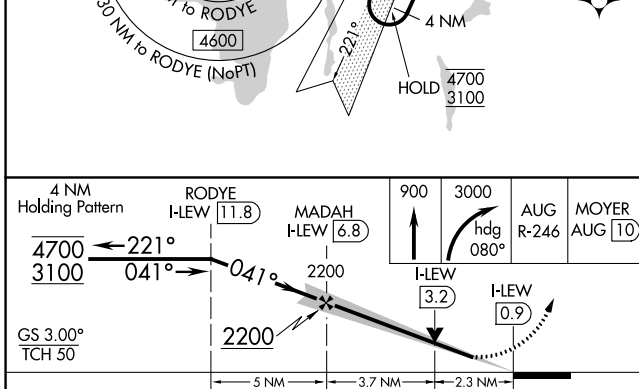 to RODYE
30 NM to RODYE (NoPT)
4600
221°
4 NM
HOLD 4700
3100
4 NM
Holding Pattern
RODYE
I-LEW 11.8
MADAH
I-LEW 6.8
900
3000
hdg
080°
AUG
R-246
MOYER
AUG 10
4700
3100
221°
041°
041°
2200
2200
I-LEW
3.2
I-LEW
0.9
GS 3.00°
TCH 50
5 NM
3.7 NM
2.3 NM